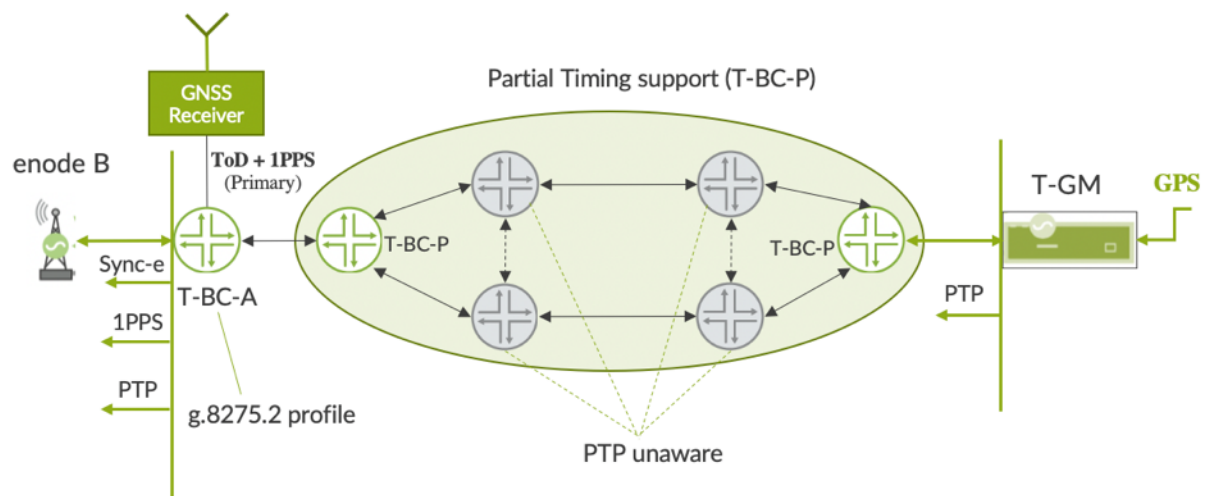 GNSS
Receiver
Partial Timing support (T-BC-P)
enode B
ToD + 1PPS
(Primary)
T-GM
GPS
T-BC-P
T-BC-P
Sync-e
T-BC-A
PTP
1PPS
PTP
g.8275.2 profile
PTP unaware